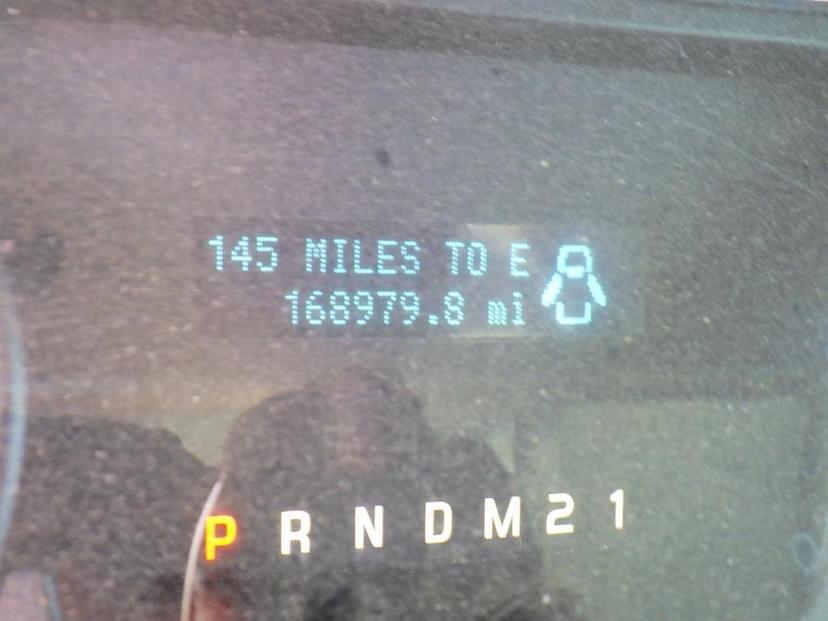 145 MILES TO E
168979.8 mi
P R N D M 2 1